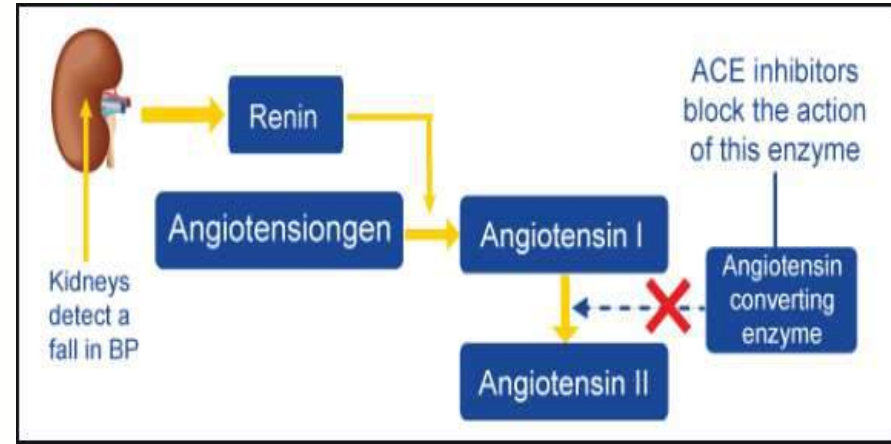 Renin
ACE inhibitors
block the action
of this enzyme
Angiotensiongen
Angiotensin I
Kidneys
detect a
fall in BP
Angiotensin
converting
enzyme
Angiotensin II